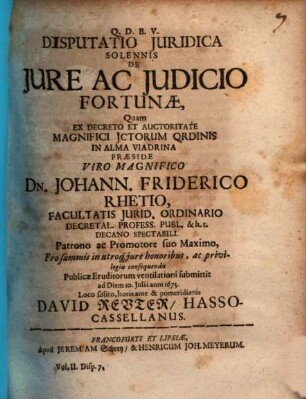 7
Q. D. B. V.
DISPUTATIO JURIDICA
SOLENNIS
DE
JURE AC JUDICIO
FORTUNÆ,
Quam
EX DECRETO ET AUCTORITATE
MAGNIFICI JCTORUM ORDINIS
IN ALMA VIADRINA
PRÆSIDE
VIRO MAGNIFICO
DN. JOHANN. FRIDERICO
RHETIO,
FACULTATIS JURID. ORDINARIO
DECRETAL. PROFESS. PUBL. & h. t.
DECANO SPECTABILI.
Patrono ac Promotore suo Maximo,
Pro summis in utroq; jure honoribus, ac privi-
legiis consequendis
Publicæ Eruditorum ventilationi submittit
ad Diem 10. Julii anni 1673.
Loco solito, horis ante & pomeridianis
DAVID REVTER/ HASSO-
CASSELLANUS.
FRANCOFURTI ET LIPSIÆ,
Apud JEREMIAM Schrey/ & HENRICUM JOH. MEYERUM.
Vol. II. Disp. 7.